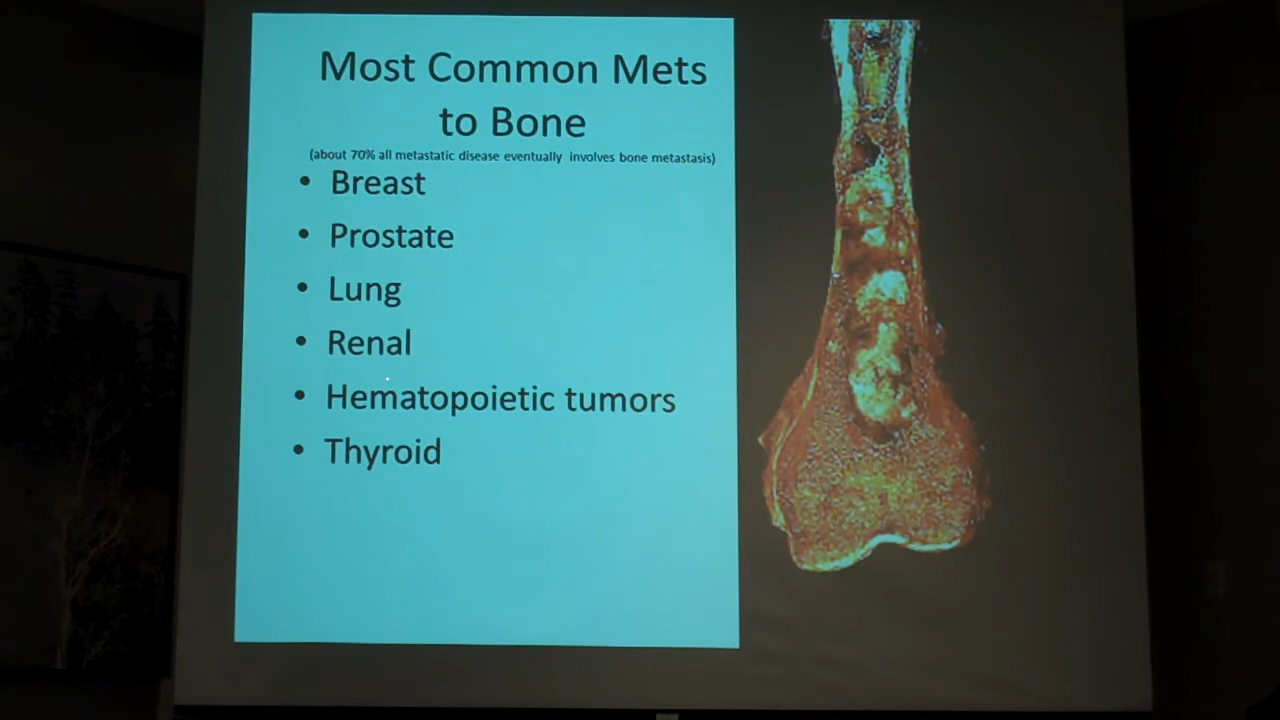 Most Common Mets
to Bone
(about 70% all metastatic disease eventually involves bone metastasis)
• Breast
• Prostate
• Lung
• Renal
• Hematopoietic tumors
• Thyroid